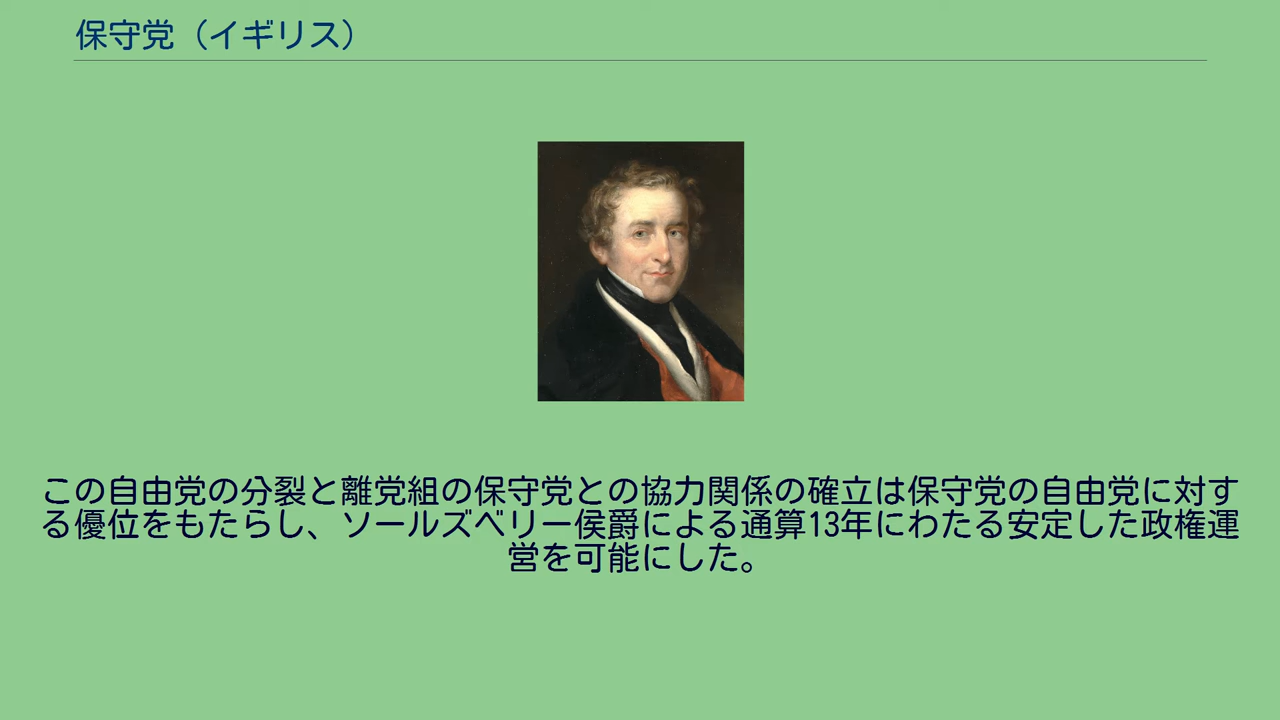 保守党（イギリス）
この自由党の分裂と離党組の保守党との協力関係の確立は保守党の自由党に対す
る優位をもたらし、ソールズベリー侯爵による通算13年にわたる安定した政権運
営を可能にした。